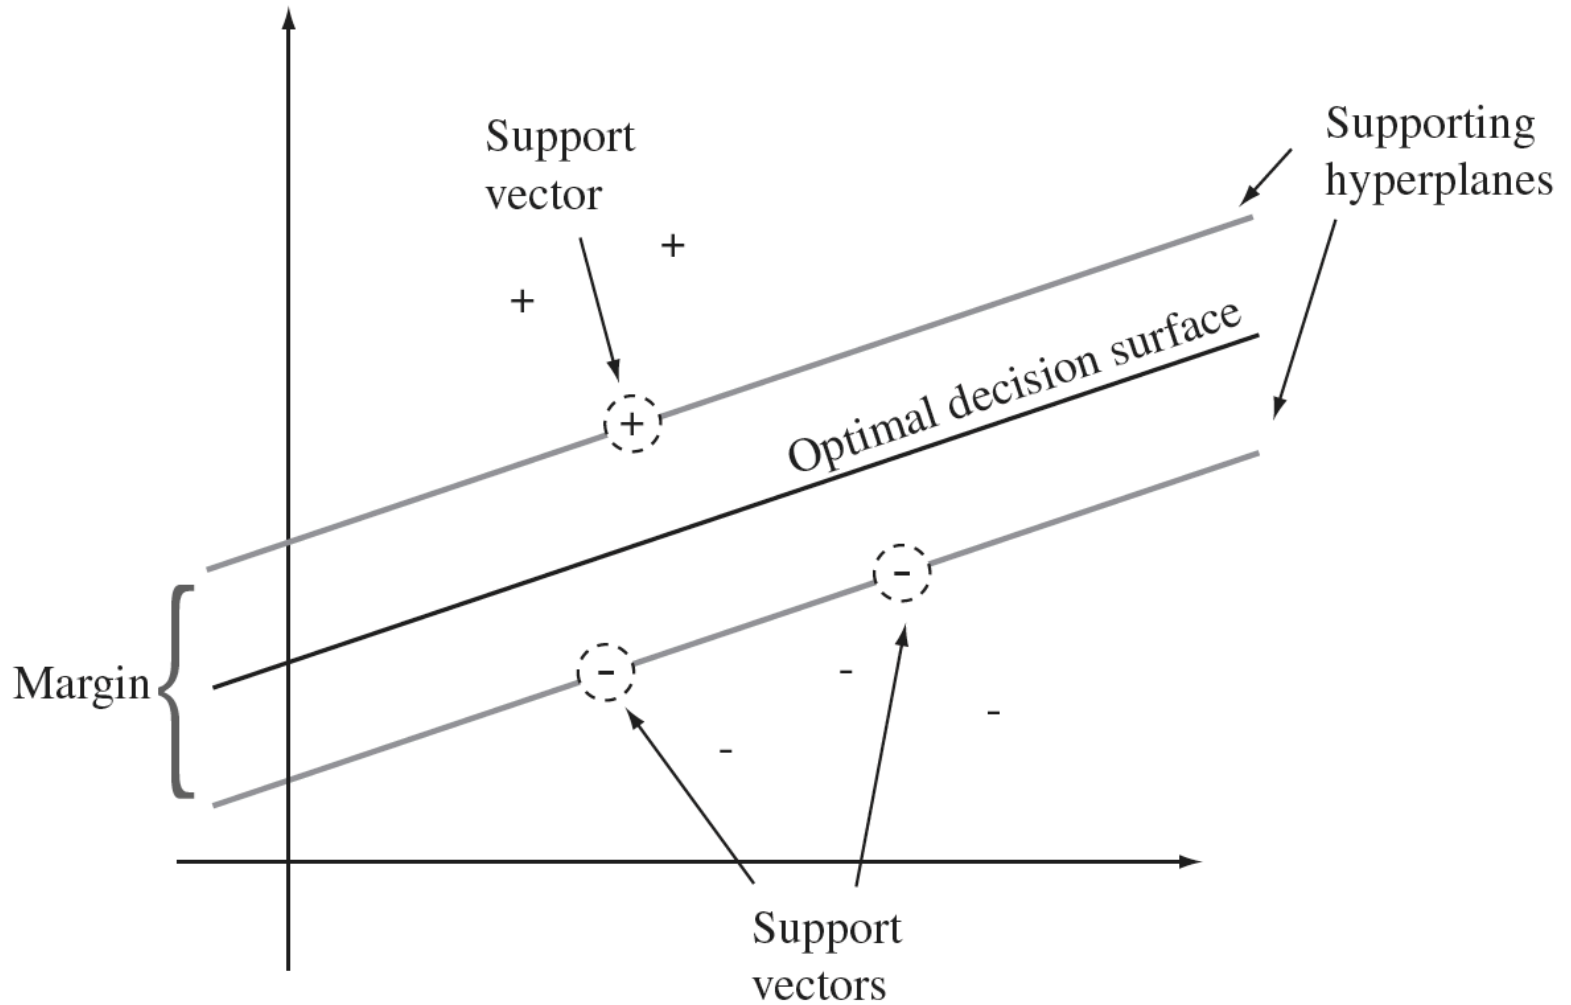 Support
vector
Supporting
hyperplanes
+
+
+
Optimal decision surface
-
-
-
-
-
Margin
Support
vectors